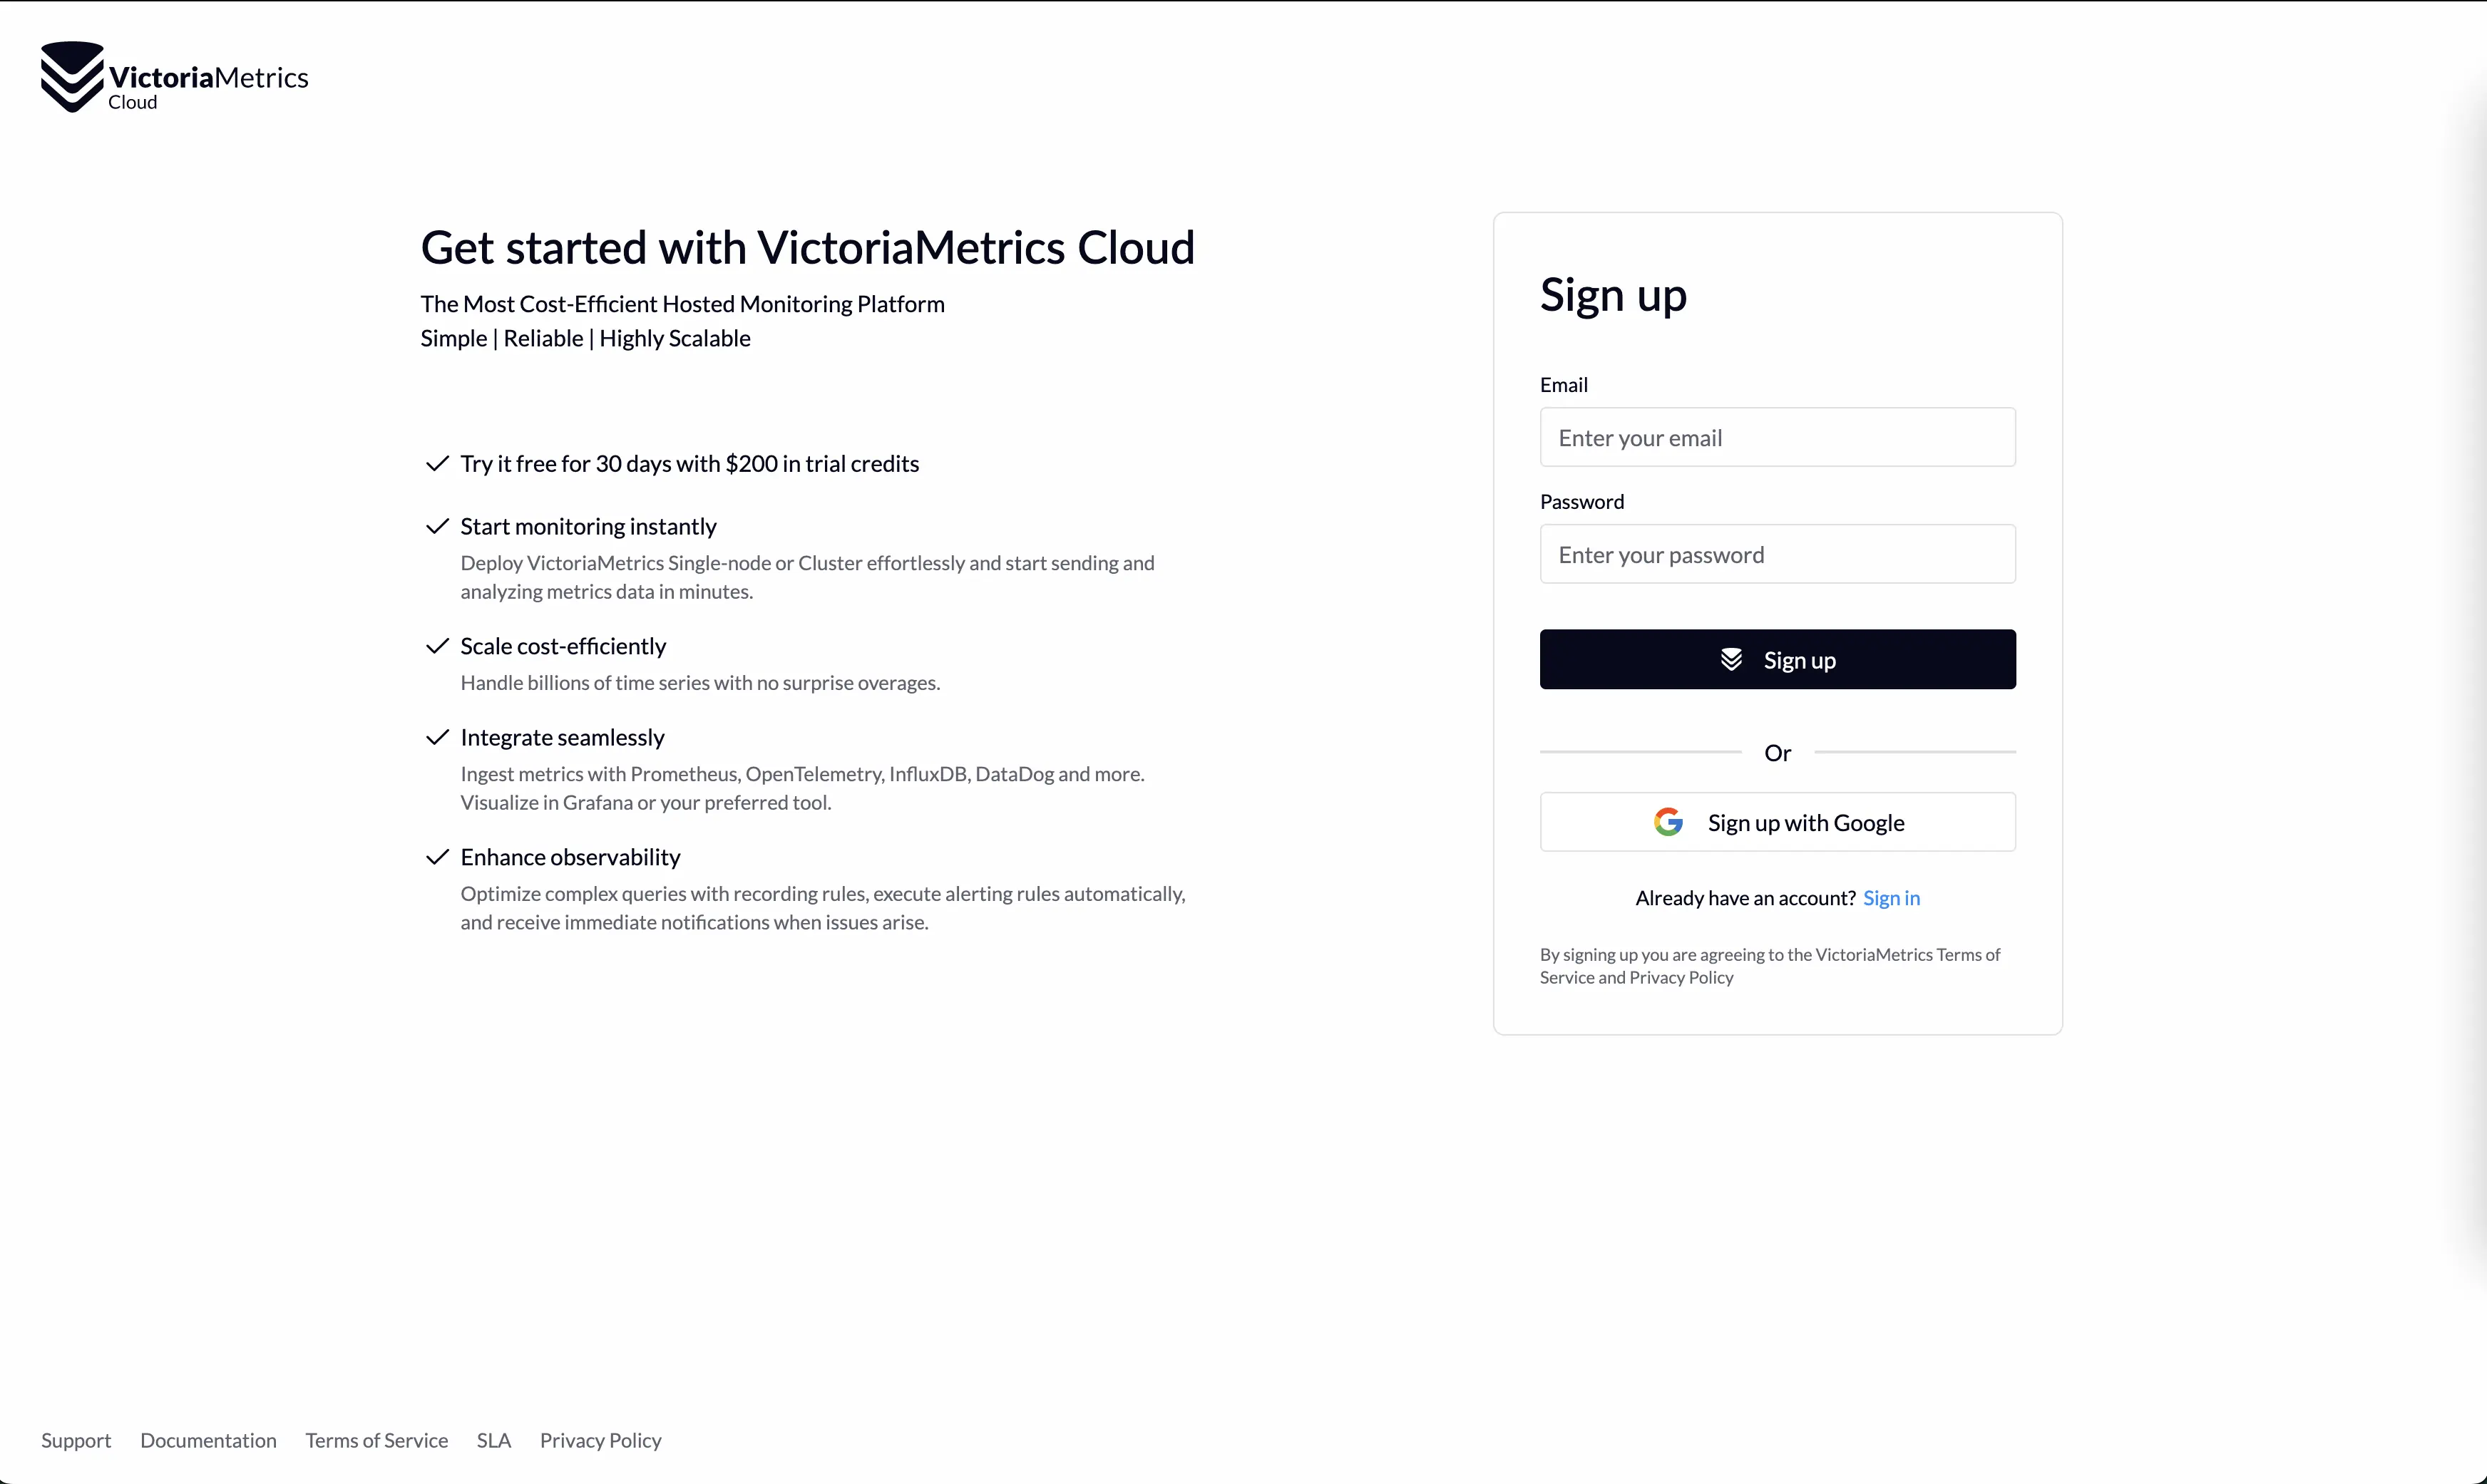 VictoriaMetrics
Cloud
Get started with VictoriaMetrics Cloud
The Most Cost-Efficient Hosted Monitoring Platform
Simple | Reliable | Highly Scalable
Try it free for 30 days with $200 in trial credits
Start monitoring instantly
Deploy VictoriaMetrics Single-node or Cluster effortlessly and start sending and
analyzing metrics data in minutes.
Scale cost-efficiently
Handle billions of time series with no surprise overages.
Integrate seamlessly
Ingest metrics with Prometheus, OpenTelemetry, InfluxDB, DataDog and more.
Visualize in Grafana or your preferred tool.
Enhance observability
Optimize complex queries with recording rules, execute alerting rules automatically,
and receive immediate notifications when issues arise.
Sign up
Email
Enter your email
Password
Enter your password
Sign up
Or
Sign up with Google
Already have an account? Sign in
By signing up you are agreeing to the VictoriaMetrics Terms of
Service and Privacy Policy
Support Documentation Terms of Service SLA Privacy Policy